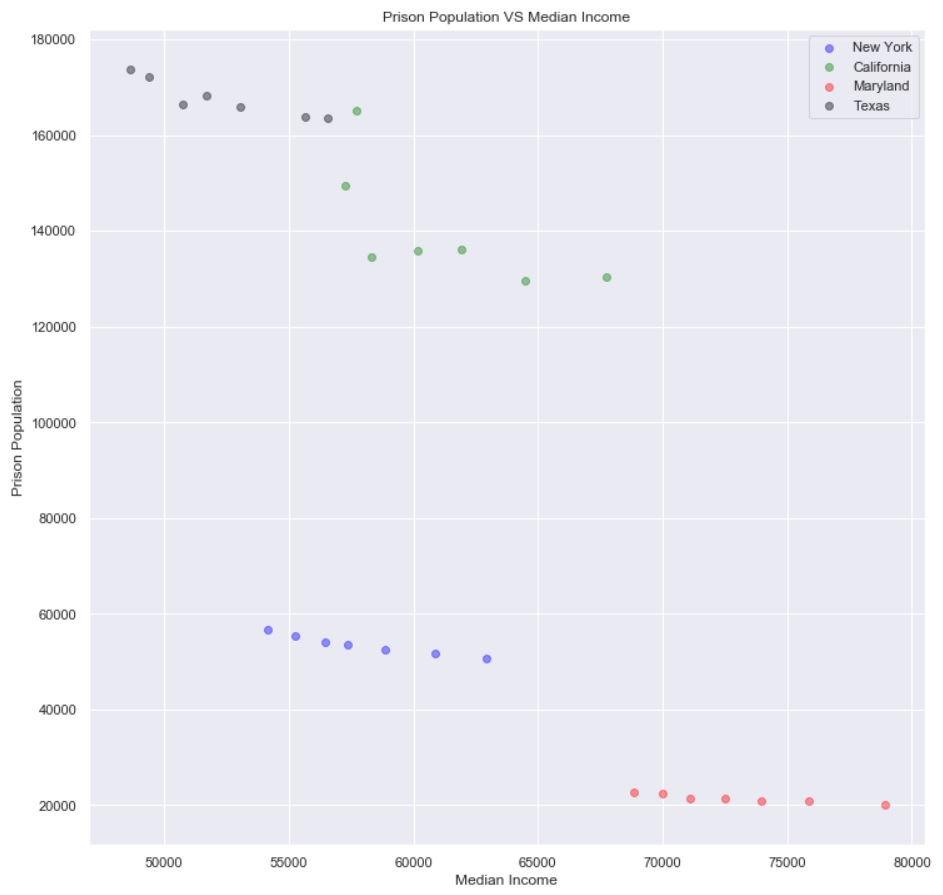 Prison Population VS Median Income
New York
California
Maryland
Texas
180000
160000
140000
120000
100000
80000
60000
40000
20000
Prison Population
50000 55000 60000 65000 70000 75000 80000
Median Income